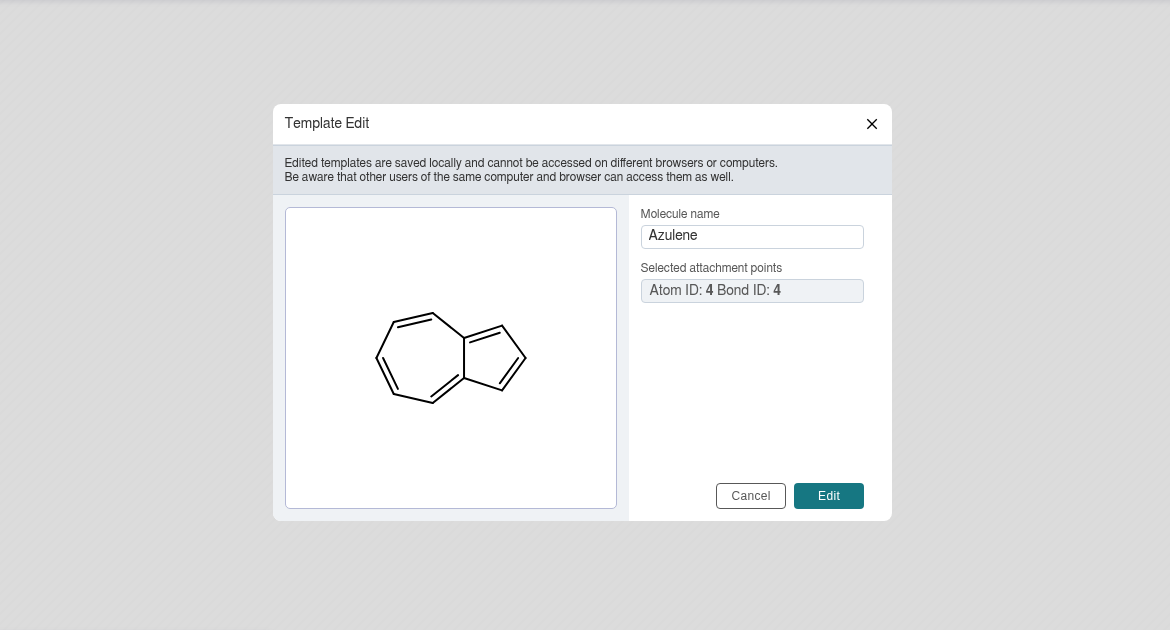 Template Edit
Edited templates are saved locally and cannot be accessed on different browsers or computers.
Be aware that other users of the same computer and browser can access them as well.
Molecule name
Azulene
Selected attachment points
Atom ID: 4 Bond ID: 4
Cancel
Edit